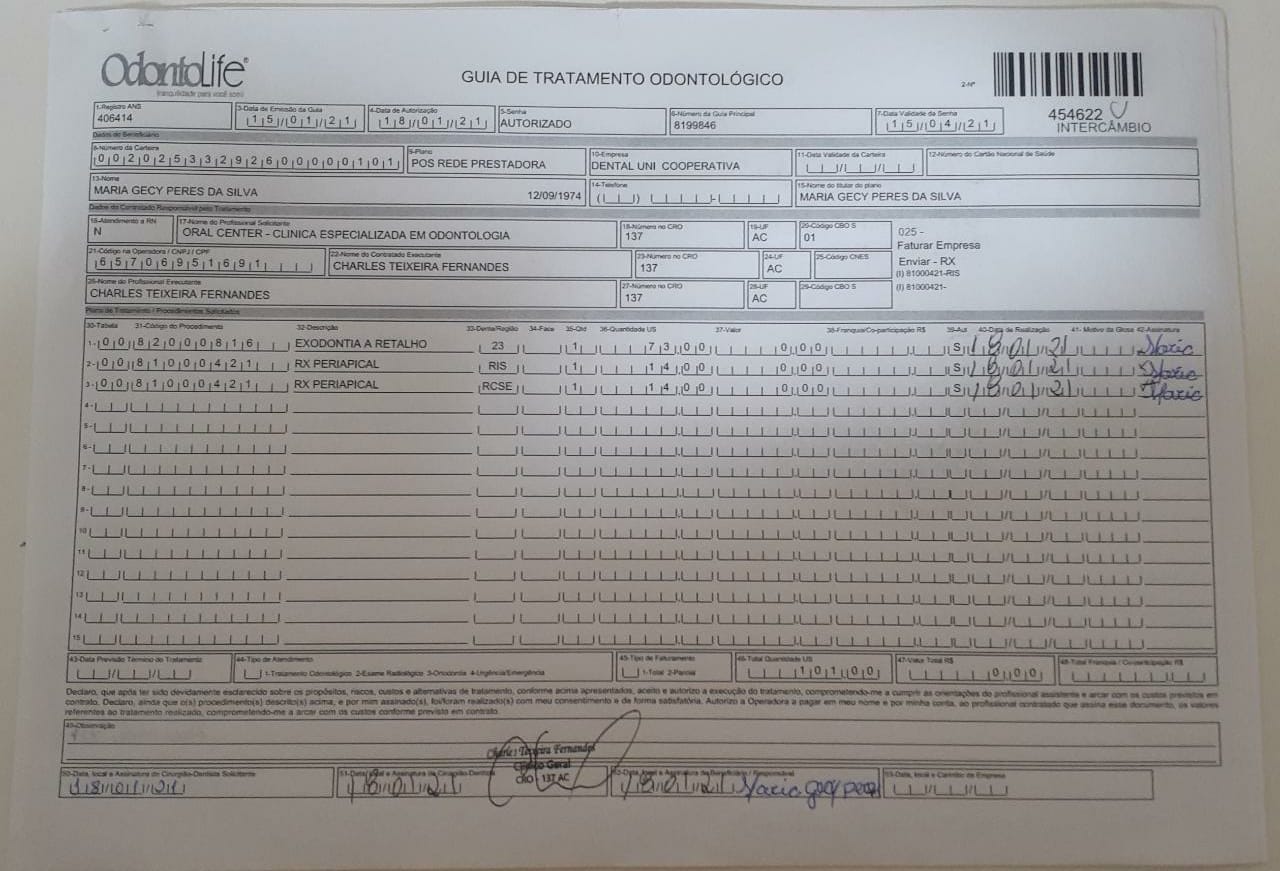 OdontoLife
tranquilidade para você sorrir
GUIA DE TRATAMENTO ODONTOLÓGICO
2-Nº
454622
INTERCÂMBIO
1-Registro ANS 3-Data de Emissão da Guia 4-Data de Autorização 5-Senha 6-Número da Guia Principal 7-Data Validade da Senha
406414 15/01/21 18/01/21 AUTORIZADO 8199846 15/04/21
Dados do Beneficiário
8-Número da Carteira 9-Plano 10-Empresa 11-Data Validade da Carteira 12-Número do Cartão Nacional de Saúde
00202533292600000101 POS REDE PRESTADORA DENTAL UNI COOPERATIVA
13-Nome 14-Telefone 15-Nome do titular do plano
MARIA GECY PERES DA SILVA 12/09/1974 MARIA GECY PERES DA SILVA
Dados do Contratado Responsável pelo Tratamento
16-Atendimento a RN 17-Nome do Profissional Solicitante 18-Número no CRO 19-UF 20-Código CBO S
N ORAL CENTER - CLINICA ESPECIALIZADA EM ODONTOLOGIA 137 AC 01
025 -
Faturar Empresa
Enviar - RX
(I) 81000421-RIS
(I) 81000421-
21-Código na Operadora / CNPJ / CPF 22-Nome do Contratado Executante 23-Número no CRO 24-UF 25-Código CNES
65706951691 CHARLES TEIXEIRA FERNANDES 137 AC
26-Nome do Profissional Executante 27-Número no CRO 28-UF 29-Código CBO S
CHARLES TEIXEIRA FERNANDES 137 AC
Plano de Tratamento / Procedimentos Solicitados
30-Tabela 31-Código do Procedimento 32-Descrição 33-Dente/Região 34-Face 35-Qtd 36-Quantidade US 37-Valor 38-Franquia/Co-participação R$ 39-Aut 40-Data de Realização 41- Motivo da Glosa 42-Assinatura
1- 00 82000816 EXODONTIA A RETALHO 23 1 73,00 0,00 S 18/01/21 Maria
2- 00 81000421 RX PERIAPICAL RIS 1 14,00 0,00 S 18/01/21 Maria
3- 00 81000421 RX PERIAPICAL RCSE 1 14,00 0,00 S 18/01/21 Maria
4-
5-
6-
7-
8-
9-
10
11
12
13
14
15
43-Data Previsão Término do Tratamento 44-Tipo de Atendimento 45-Tipo de Faturamento 46-Total Quantidade US 47-Valor Total R$ 48-Total Franquia / Co-participação R$
1-Tratamento Odontológico 2-Exame Radiológico 3-Ortodontia 4-Urgência/Emergência 1-Total 2-Parcial 101,00 0,00
Declaro, que após ter sido devidamente esclarecido sobre os propósitos, riscos, custos e alternativas de tratamento, conforme acima apresentados, aceito e autorizo a execução do tratamento, comprometendo-me a cumprir as orientações do profissional assistente e arcar com os custos previstos em
contrato. Declaro, ainda que o(s) procedimento(s) descrito(s) acima, e por mim assinado(s), foi/foram realizado(s) com meu consentimento e de forma satisfatória. Autorizo a Operadora a pagar em meu nome e por minha conta, ao profissional contratado que assina esse documento, os valores
referentes ao tratamento realizado, comprometendo-me a arcar com os custos conforme previsto em contrato.
49-Observação
Charles Teixeira Fernandes
Clínico Geral
CRO - 137 AC
50-Data, local e Assinatura do Cirurgião-Dentista Solicitante 51-Data, local e Assinatura do Cirurgião-Dentista 52-Data, local e Assinatura do Beneficiário / Responsável 53-Data, local e Carimbo da Empresa
18/01/21 18/01/21 18/01/21 Maria gecy peres